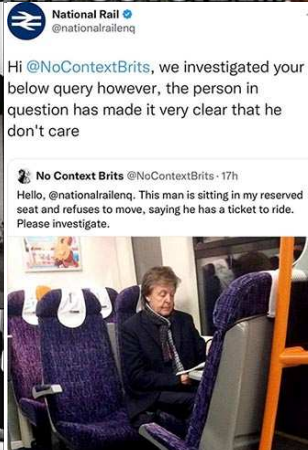 National Rail
@nationalrailenq
Hi @NoContextBrits, we investigated your
below query however, the person in
question has made it very clear that he
don't care
No Context Brits @NoContextBrits · 17h
Hello, @nationalrailenq. This man is sitting in my reserved
seat and refuses to move, saying he has a ticket to ride.
Please investigate.